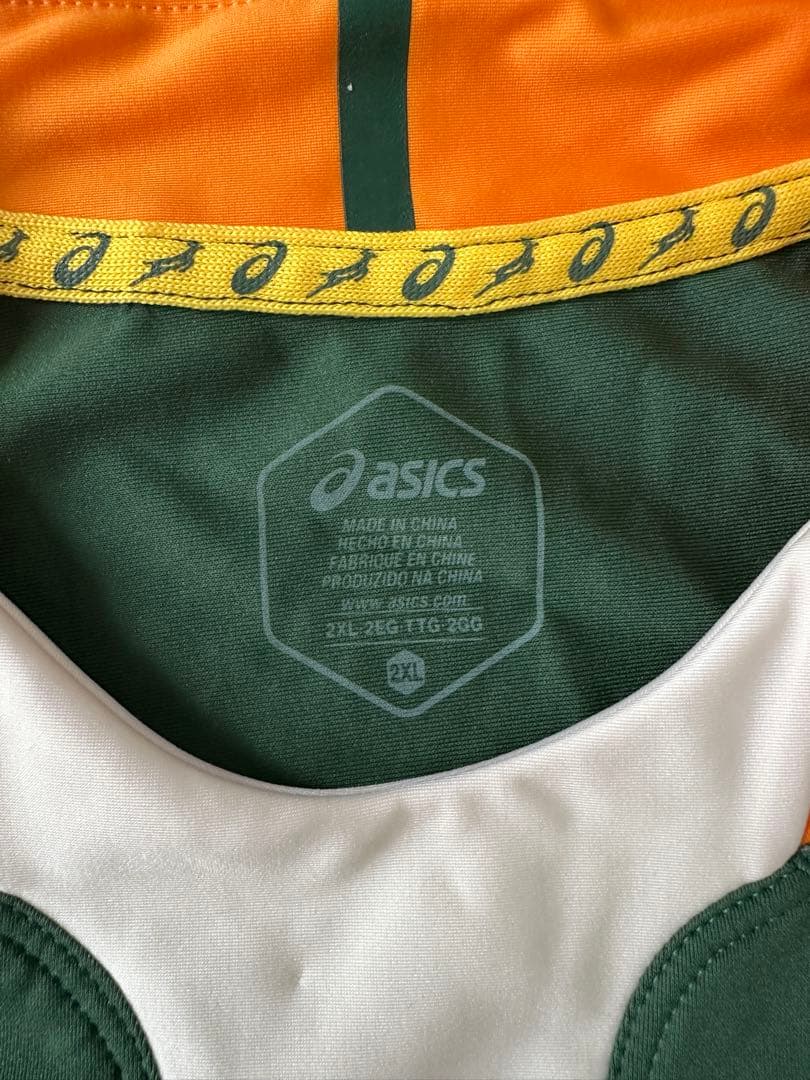 asics
MADE IN CHINA
HECHO EN CHINA
FABRIQUE EN CHINE
PRODUZIDO NA CHINA
www.asics.com
2XL 2EG TTG 2GG
2XL